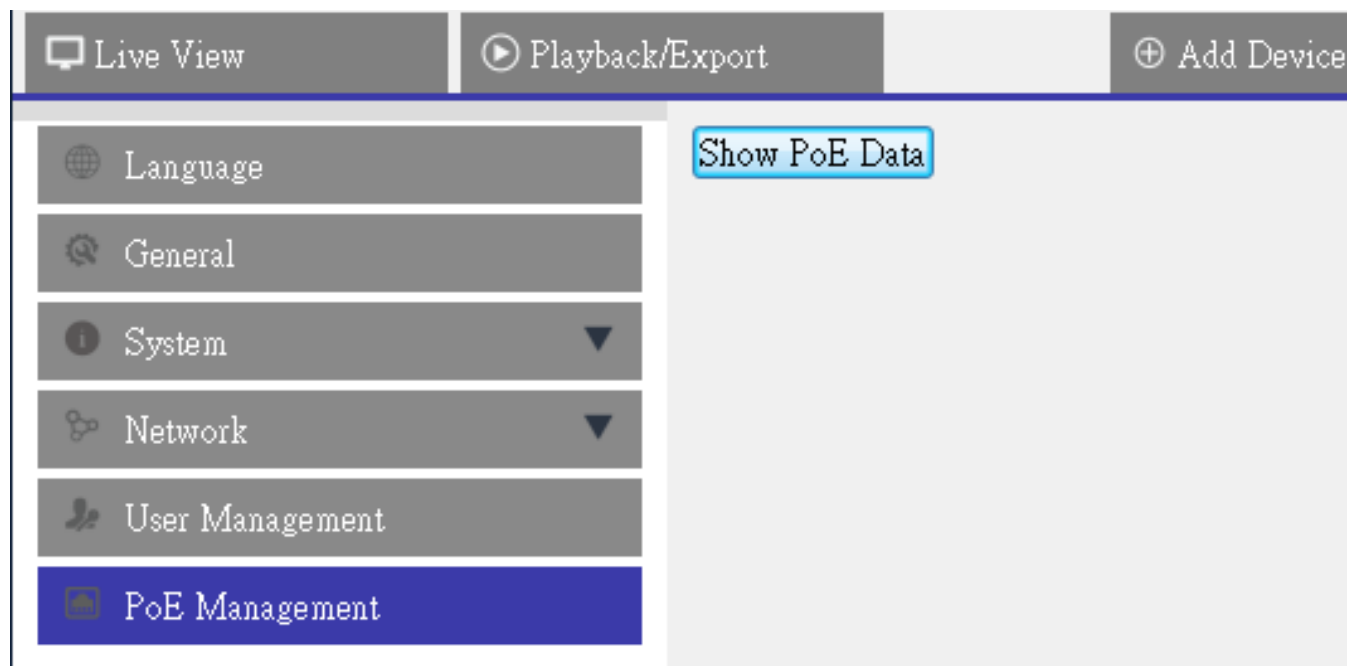 Live View
Playback/Export
Add Device
Language
General
System
Network
User Management
PoE Management
Show PoE Data